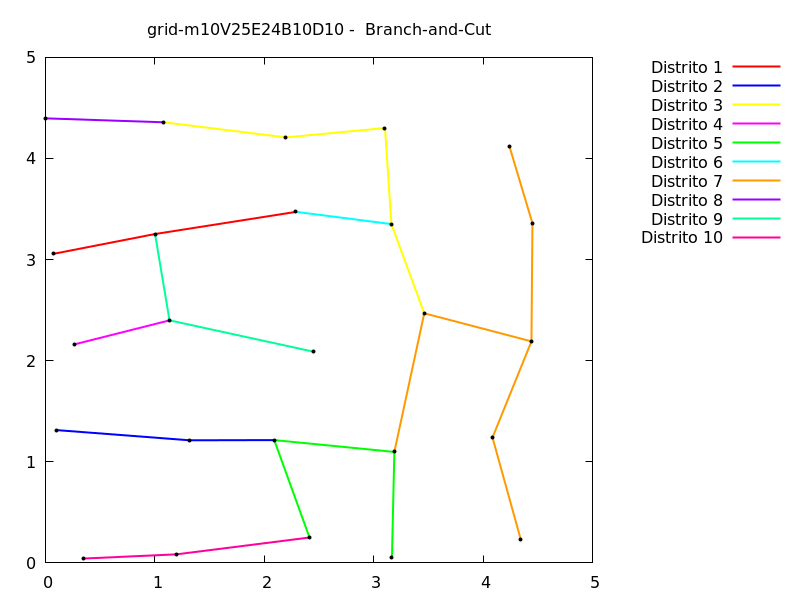 grid-m10V25E24B10D10 -  Branch-and-Cut
Distrito 1
Distrito 2
Distrito 3
Distrito 4
Distrito 5
Distrito 6
Distrito 7
Distrito 8
Distrito 9
Distrito 10
5
4
3
2
1
0
0 1 2 3 4 5